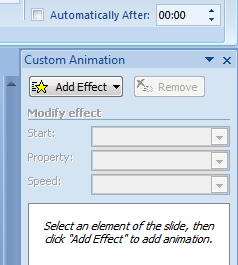 Automatically After: 00:00
Custom Animation
Add Effect Remove
Modify effect
Start:
Property:
Speed:
Select an element of the slide, then
click "Add Effect" to add animation.